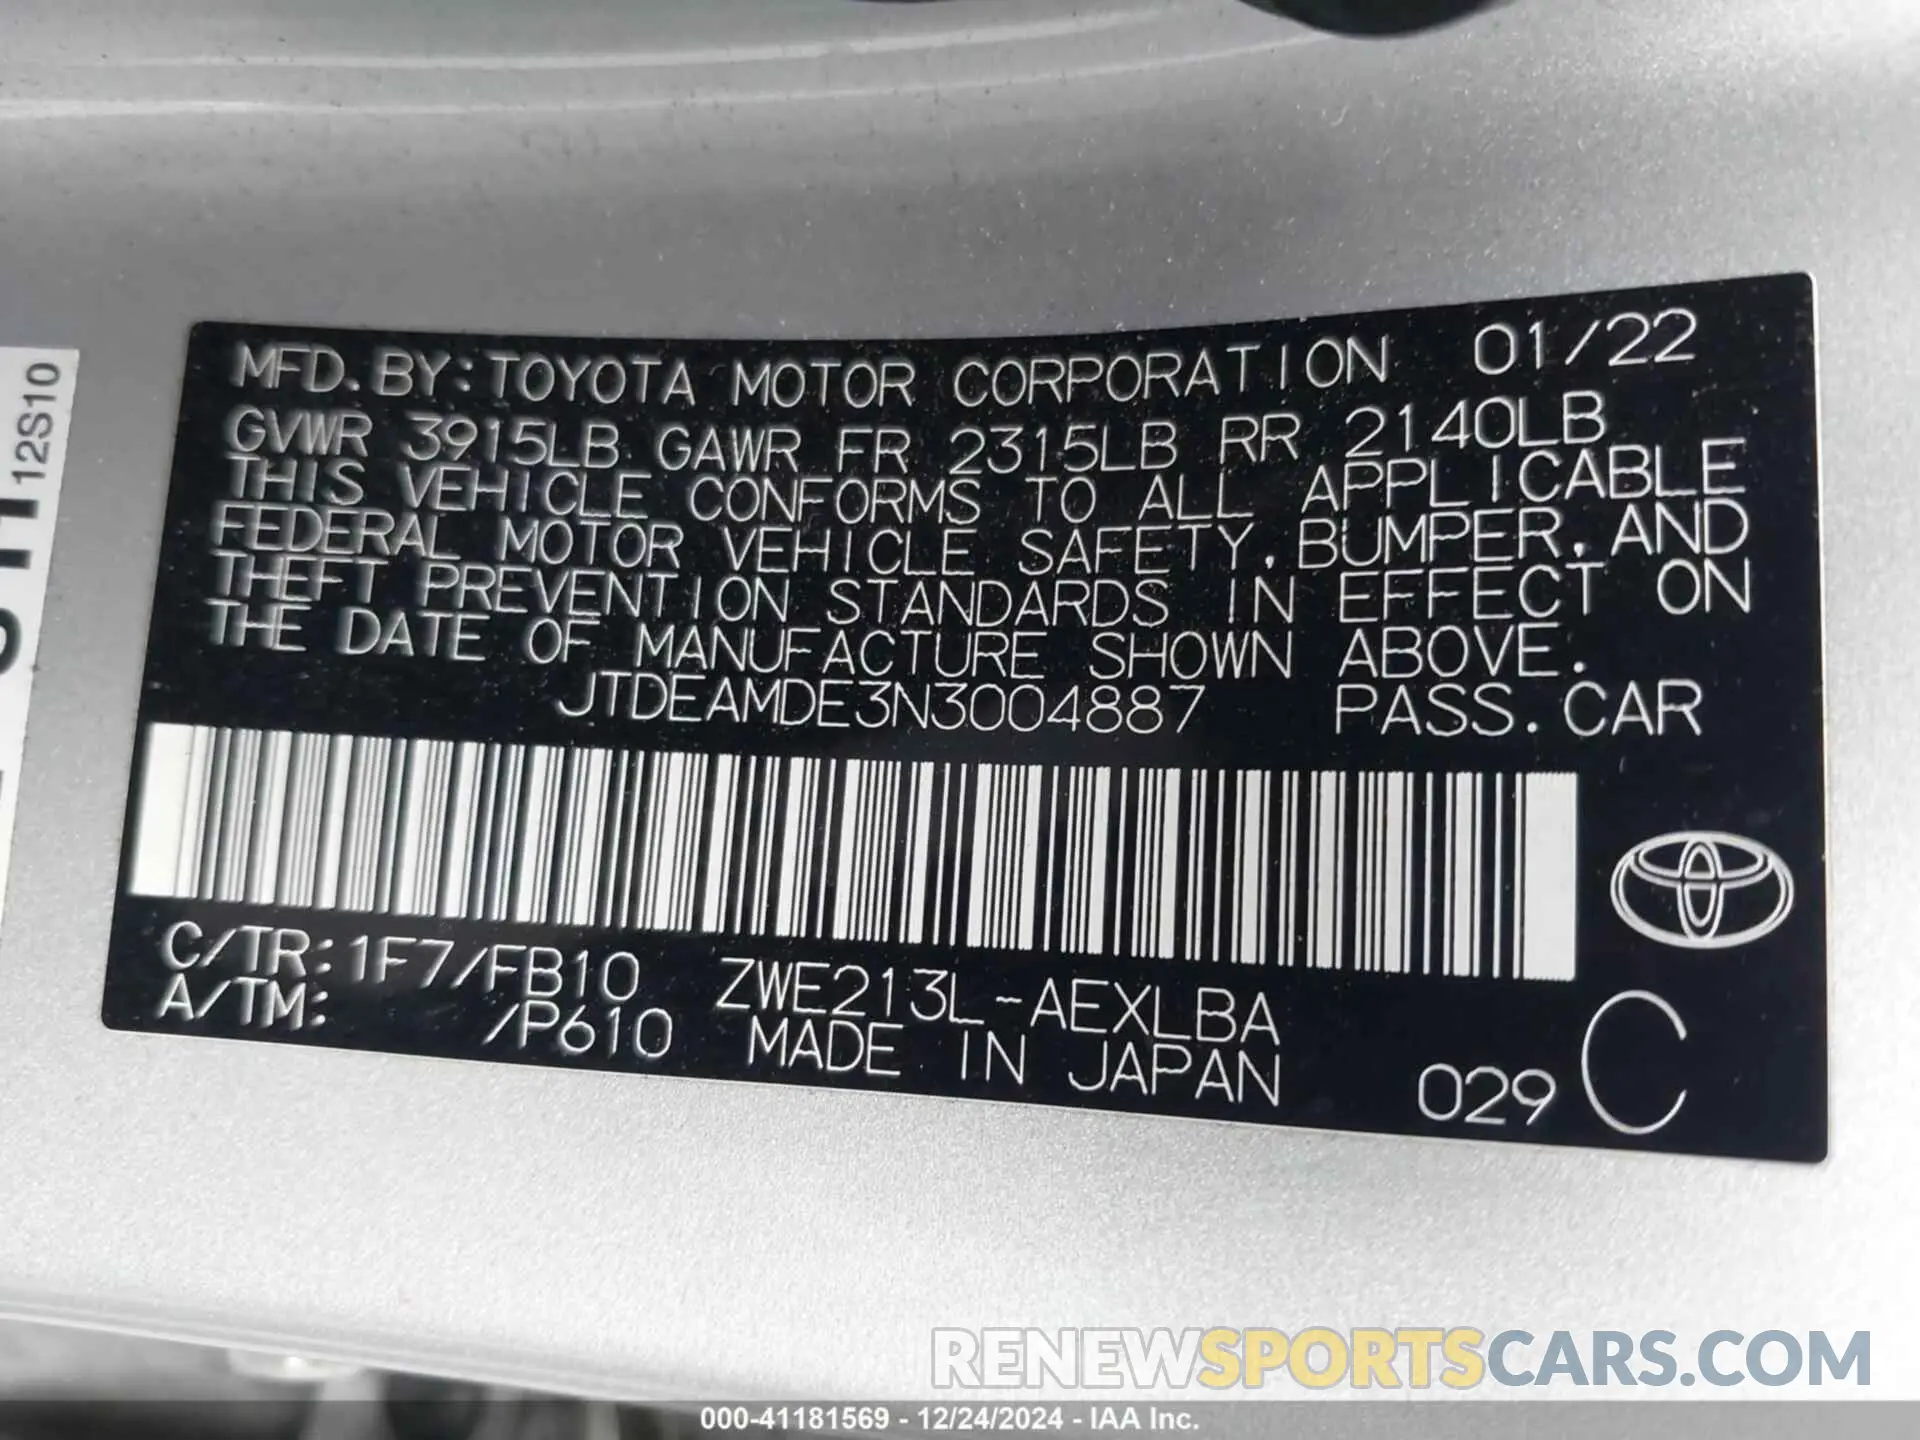 MFD. BY: TOYOTA MOTOR CORPORATION 01/22
GVWR 3915LB GAWR FR 2315LB RR 2140LB
THIS VEHICLE CONFORMS TO ALL APPLICABLE
FEDERAL MOTOR VEHICLE SAFETY, BUMPER, AND
THEFT PREVENTION STANDARDS IN EFFECT ON
THE DATE OF MANUFACTURE SHOWN ABOVE.
JTDEAMDE3N3004887 PASS. CAR
C/TR: 1F7/FB10 ZWE213L-AEXLBA
A/TM: /P610 MADE IN JAPAN
029 C
12S10
RENEWSPORTSCARS.COM
000-41181569 - 12/24/2024 - IAA Inc.